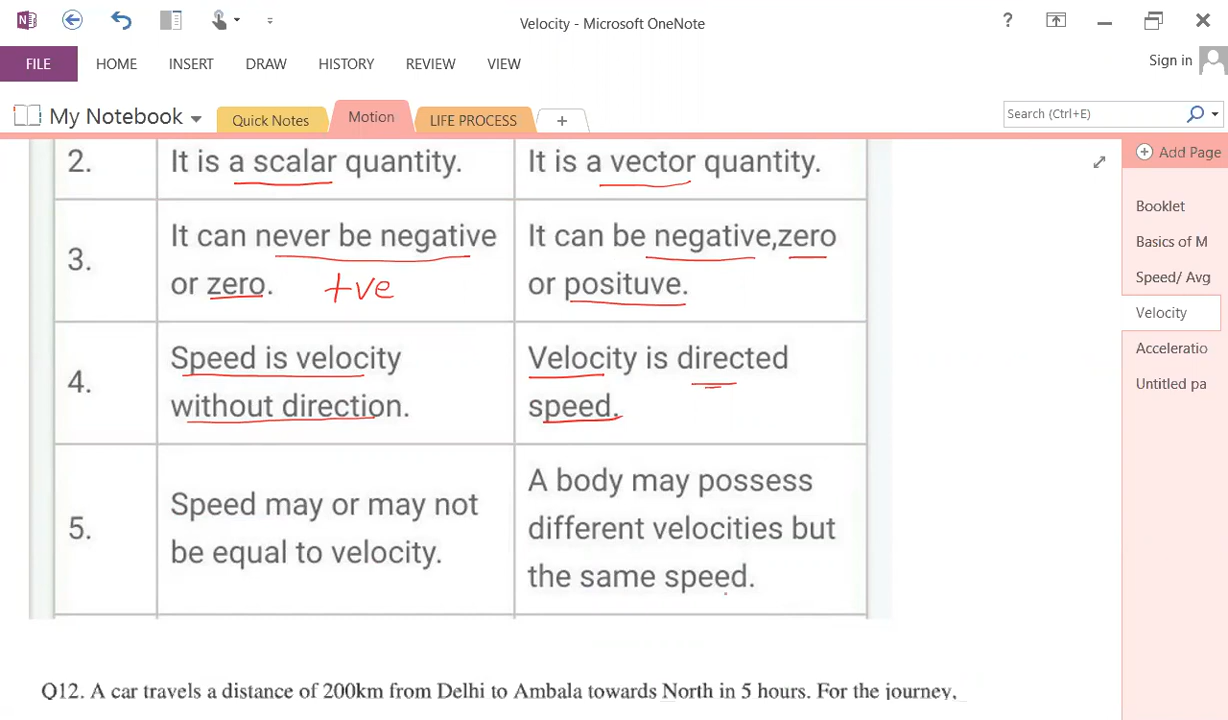 Velocity - Microsoft OneNote
?
FILE HOME INSERT DRAW HISTORY REVIEW VIEW Sign in
My Notebook Quick Notes Motion LIFE PROCESS + Search (Ctrl+E)
Add Page
Booklet
Basics of M
Speed/ Avg
Velocity
Acceleratio
Untitled pa
2. It is a scalar quantity. It is a vector quantity.
3. It can never be negative
or zero. +ve
It can be negative,zero
or posituve.
4. Speed is velocity
without direction.
Velocity is directed
speed.
5. Speed may or may not
be equal to velocity.
A body may possess
different velocities but
the same speed.
Q12. A car travels a distance of 200km from Delhi to Ambala towards North in 5 hours. For the journey,